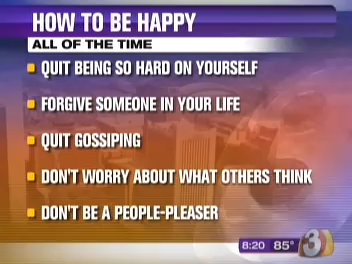 HOW TO BE HAPPY
ALL OF THE TIME
QUIT BEING SO HARD ON YOURSELF
FORGIVE SOMEONE IN YOUR LIFE
QUIT GOSSIPING
DON'T WORRY ABOUT WHAT OTHERS THINK
DON'T BE A PEOPLE-PLEASER
8:20 85° 3